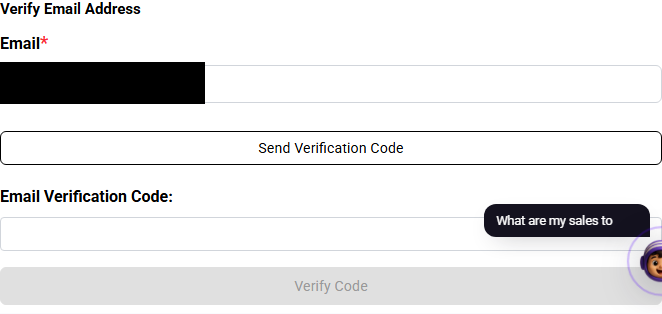 Verify Email Address
Email*
Send Verification Code
Email Verification Code:
What are my sales to
Verify Code